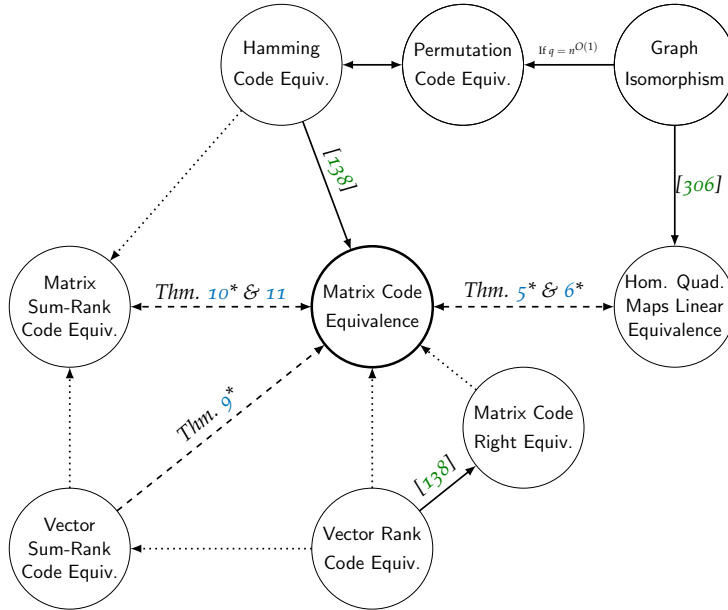 Hamming
Code Equiv.
Permutation
Code Equiv.
If q = n^O(1)
Graph
Isomorphism
[138]
[306]
Matrix
Sum-Rank
Code Equiv.
Thm. 10* & 11
Matrix Code
Equivalence
Thm. 5* & 6*
Hom. Quad.
Maps Linear
Equivalence
Thm. 9*
Matrix Code
Right Equiv.
[138]
Vector
Sum-Rank
Code Equiv.
Vector Rank
Code Equiv.